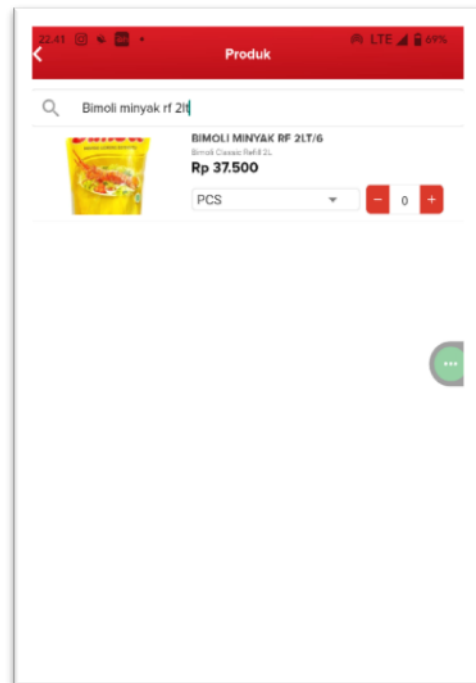 22.41
LTE 69%
Produk
Bimoli minyak rf 2lt
BIMOLI MINYAK RF 2LT/6
Bimoli Classic Refill 2L
Rp 37.500
PCS
− 0 +